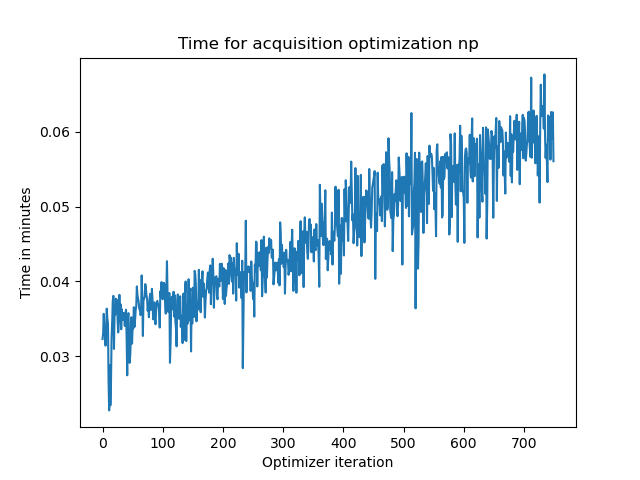 Time for acquisition optimization np
Time in minutes
0.06
0.05
0.04
0.03
0 100 200 300 400 500 600 700
Optimizer iteration